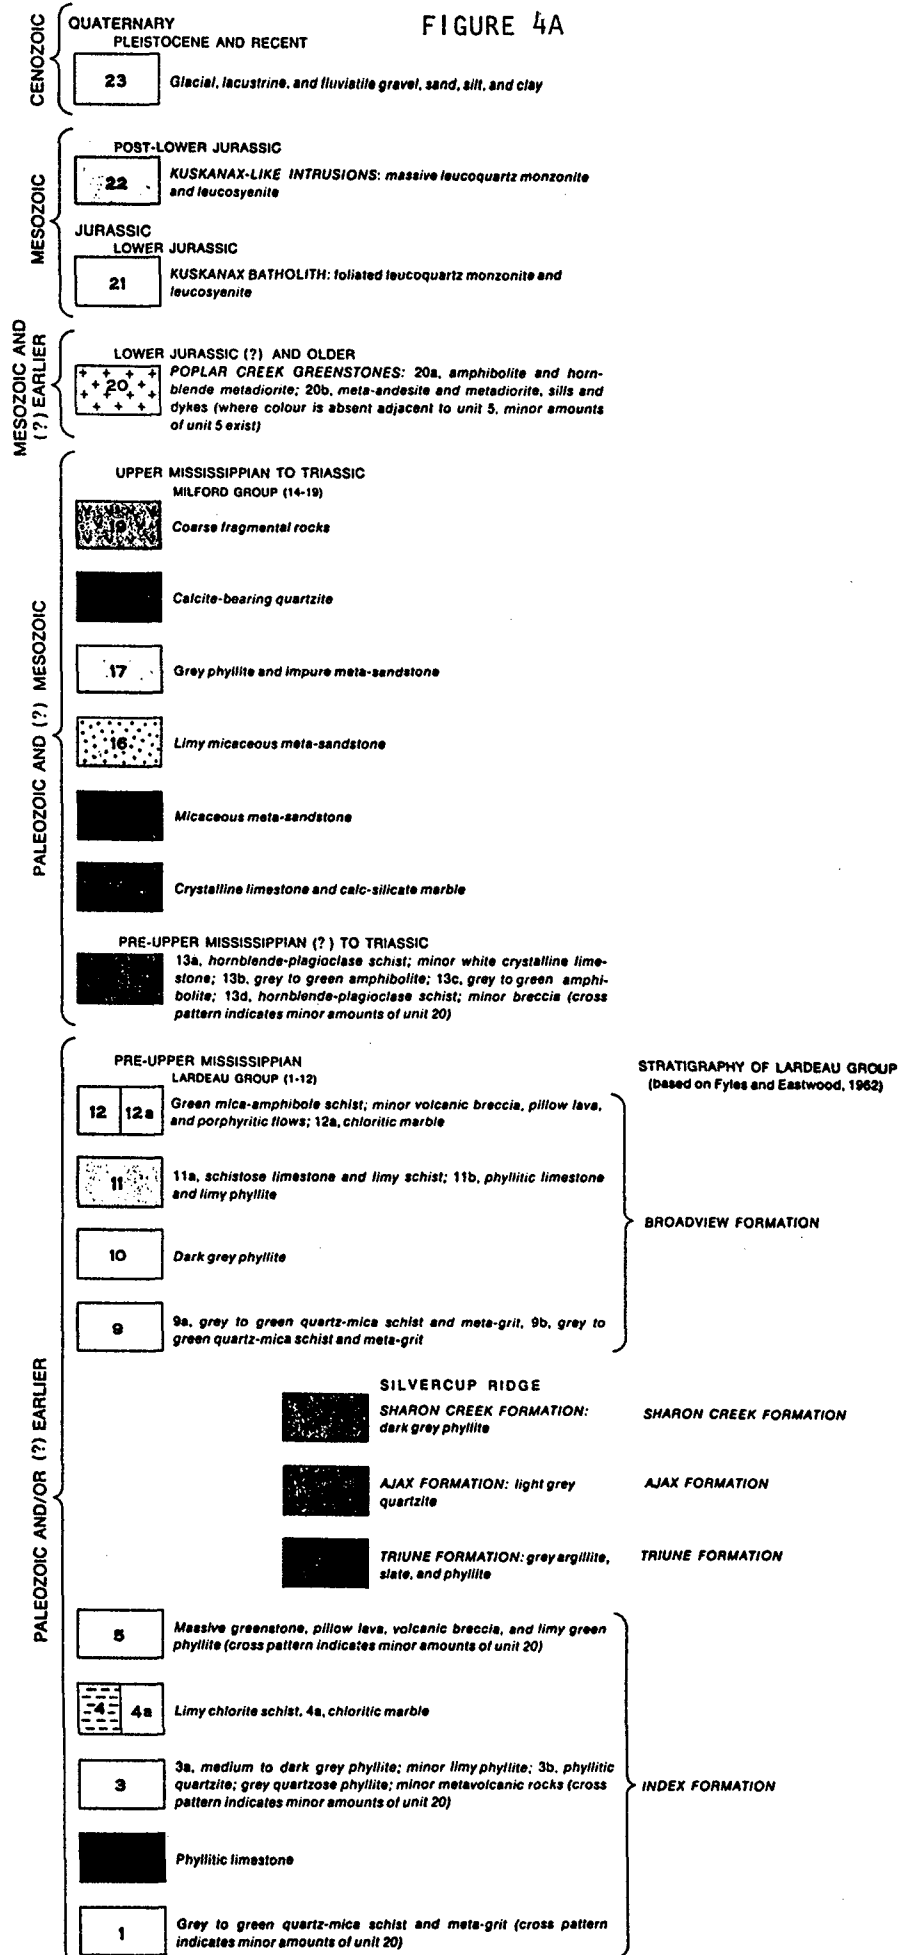 FIGURE 4A
CENOZOIC
QUATERNARY
PLEISTOCENE AND RECENT
23
Glacial, lacustrine, and fluviatile gravel, sand, silt, and clay
MESOZOIC
POST-LOWER JURASSIC
22
KUSKANAX-LIKE INTRUSIONS: massive leucoquartz monzonite
and leucosyenite
JURASSIC
LOWER JURASSIC
21
KUSKANAX BATHOLITH: foliated leucoquartz monzonite and
leucosyenite
MESOZOIC AND
(?) EARLIER
LOWER JURASSIC (?) AND OLDER
20
POPLAR CREEK GREENSTONES: 20a, amphibolite and horn-
blende metadiorite; 20b, meta-andesite and metadiorite, sills and
dykes (where colour is absent adjacent to unit 5, minor amounts
of unit 5 exist)
PALEOZOIC AND (?) MESOZOIC
UPPER MISSISSIPPIAN TO TRIASSIC
MILFORD GROUP (14-19)
19
Coarse fragmental rocks
Calcite-bearing quartzite
17
Grey phyllite and impure meta-sandstone
16
Limy micaceous meta-sandstone
Micaceous meta-sandstone
Crystalline limestone and calc-silicate marble
PRE-UPPER MISSISSIPPIAN (?) TO TRIASSIC
13a, hornblende-plagioclase schist; minor white crystalline lime-
stone; 13b, grey to green amphibolite; 13c, grey to green amphi-
bolite; 13d, hornblende-plagioclase schist; minor breccia (cross
pattern indicates minor amounts of unit 20)
PALEOZOIC AND/OR (?) EARLIER
PRE-UPPER MISSISSIPPIAN
LARDEAU GROUP (1-12)
STRATIGRAPHY OF LARDEAU GROUP
(based on Fyles and Eastwood, 1962)
12 12a
Green mica-amphibole schist; minor volcanic breccia, pillow lava,
and porphyritic flows; 12a, chloritic marble
11
11a, schistose limestone and limy schist; 11b, phyllitic limestone
and limy phyllite
BROADVIEW FORMATION
10
Dark grey phyllite
9
9a, grey to green quartz-mica schist and meta-grit, 9b, grey to
green quartz-mica schist and meta-grit
SILVERCUP RIDGE
SHARON CREEK FORMATION:
dark grey phyllite
SHARON CREEK FORMATION
AJAX FORMATION: light grey
quartzite
AJAX FORMATION
TRIUNE FORMATION: grey argillite,
slate, and phyllite
TRIUNE FORMATION
5
Massive greenstone, pillow lava, volcanic breccia, and limy green
phyllite (cross pattern indicates minor amounts of unit 20)
4 4a
Limy chlorite schist, 4a, chloritic marble
3
3a, medium to dark grey phyllite; minor limy phyllite; 3b, phyllitic
quartzite; grey quartzose phyllite; minor metavolcanic rocks (cross
pattern indicates minor amounts of unit 20)
INDEX FORMATION
Phyllitic limestone
1
Grey to green quartz-mica schist and meta-grit (cross pattern
indicates minor amounts of unit 20)